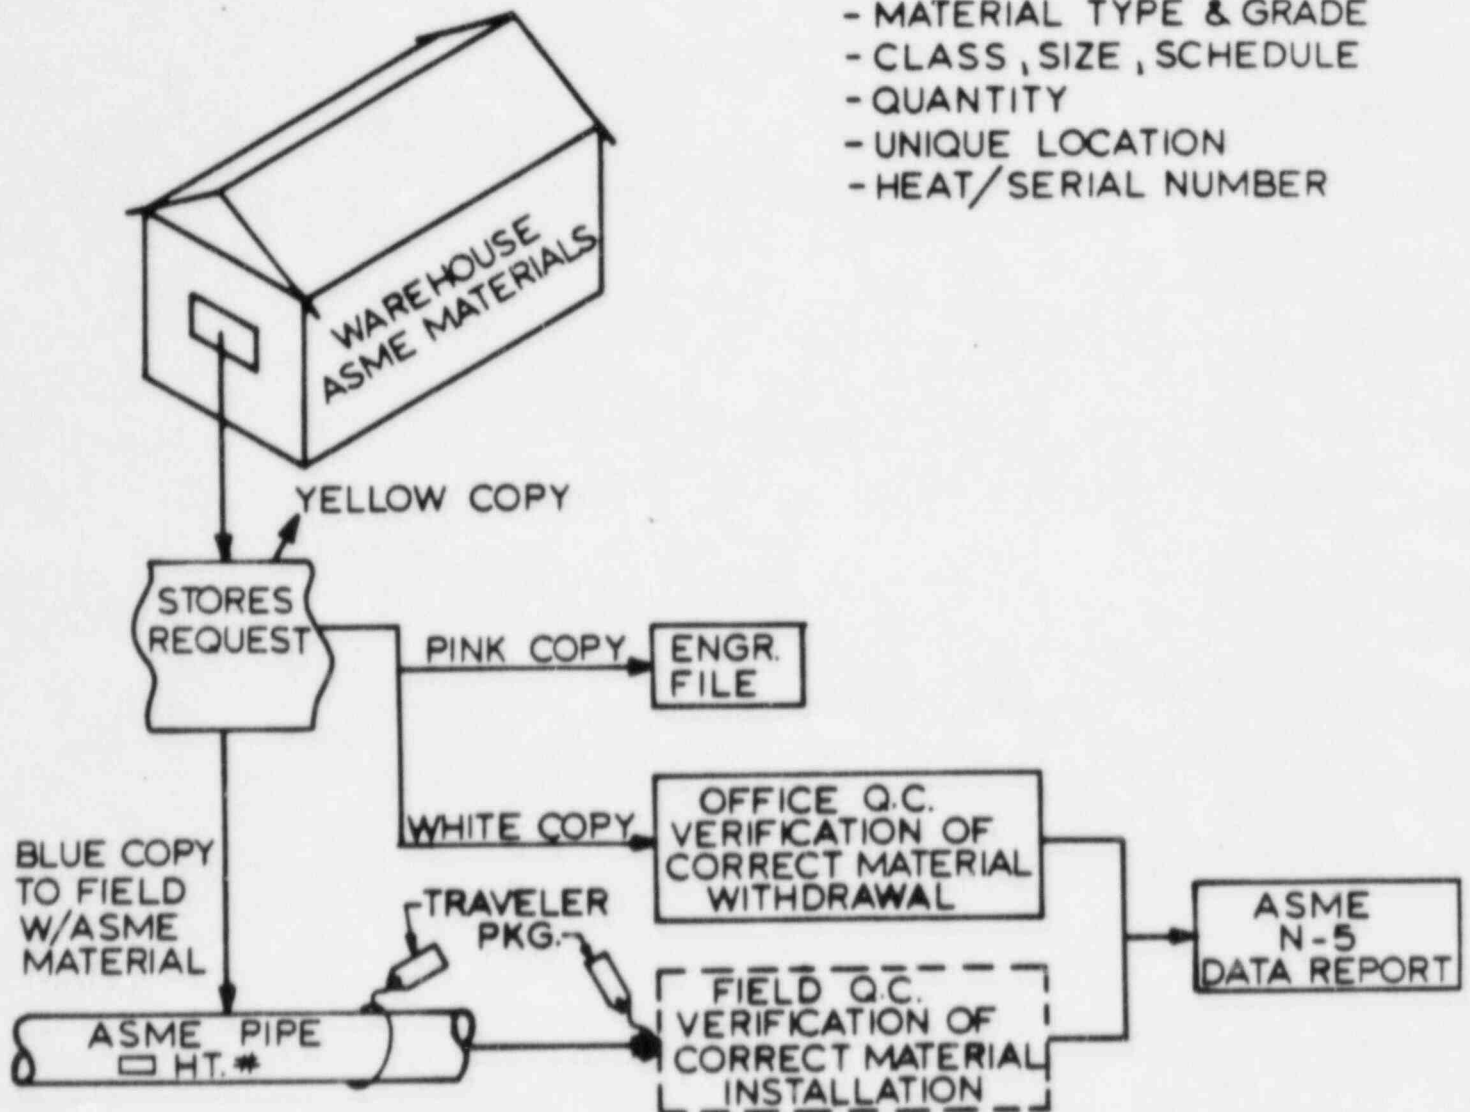 - MATERIAL TYPE & GRADE
- CLASS, SIZE, SCHEDULE
- QUANTITY
- UNIQUE LOCATION
- HEAT/SERIAL NUMBER
WAREHOUSE
ASME MATERIALS
YELLOW COPY
STORES
REQUEST
PINK COPY
ENGR.
FILE
WHITE COPY
OFFICE Q.C.
VERIFICATION OF
CORRECT MATERIAL
WITHDRAWAL
BLUE COPY
TO FIELD
W/ASME
MATERIAL
TRAVELER
PKG.
ASME
N-5
DATA REPORT
FIELD Q.C.
VERIFICATION OF
CORRECT MATERIAL
INSTALLATION
ASME PIPE
HT. #